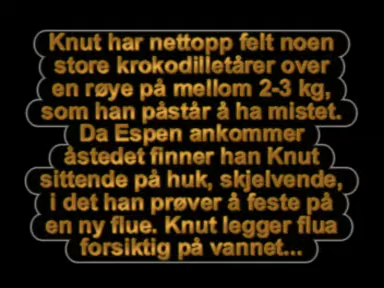 Knut har nettopp felt noen
store krokodilletårer over
en røye på mellom 2-3 kg,
som han påstår å ha mistet.
Da Espen ankommer
åstedet finner han Knut
sittende på huk, skjelvende,
i det han prøver å feste på
en ny flue. Knut legger flua
forsiktig på vannet...